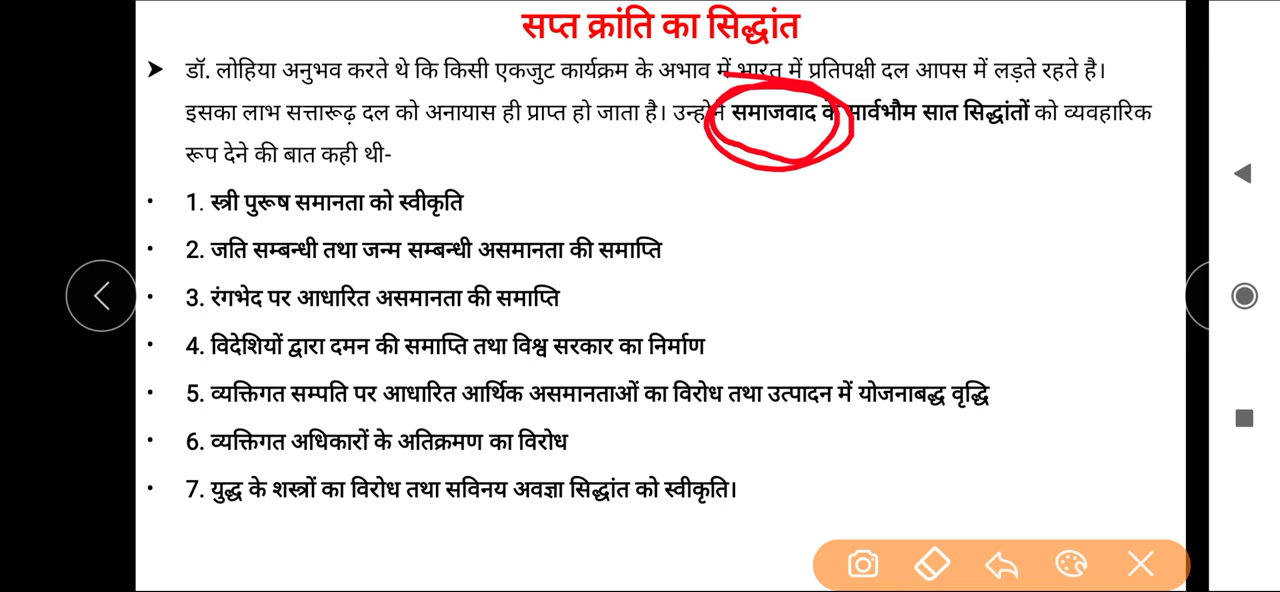 सप्त क्रांति का सिद्धांत
➤ डॉ. लोहिया अनुभव करते थे कि किसी एकजुट कार्यक्रम के अभाव में भारत में प्रतिपक्षी दल आपस में लड़ते रहते है।
इसका लाभ सत्तारूढ़ दल को अनायास ही प्राप्त हो जाता है। उन्होंने समाजवाद के सार्वभौम सात सिद्धांतों को व्यवहारिक
रूप देने की बात कही थी-
• 1. स्त्री पुरूष समानता को स्वीकृति
• 2. जति सम्बन्धी तथा जन्म सम्बन्धी असमानता की समाप्ति
• 3. रंगभेद पर आधारित असमानता की समाप्ति
• 4. विदेशियों द्वारा दमन की समाप्ति तथा विश्व सरकार का निर्माण
• 5. व्यक्तिगत सम्पति पर आधारित आर्थिक असमानताओं का विरोध तथा उत्पादन में योजनाबद्ध वृद्धि
• 6. व्यक्तिगत अधिकारों के अतिक्रमण का विरोध
• 7. युद्ध के शस्त्रों का विरोध तथा सविनय अवज्ञा सिद्धांत को स्वीकृति।